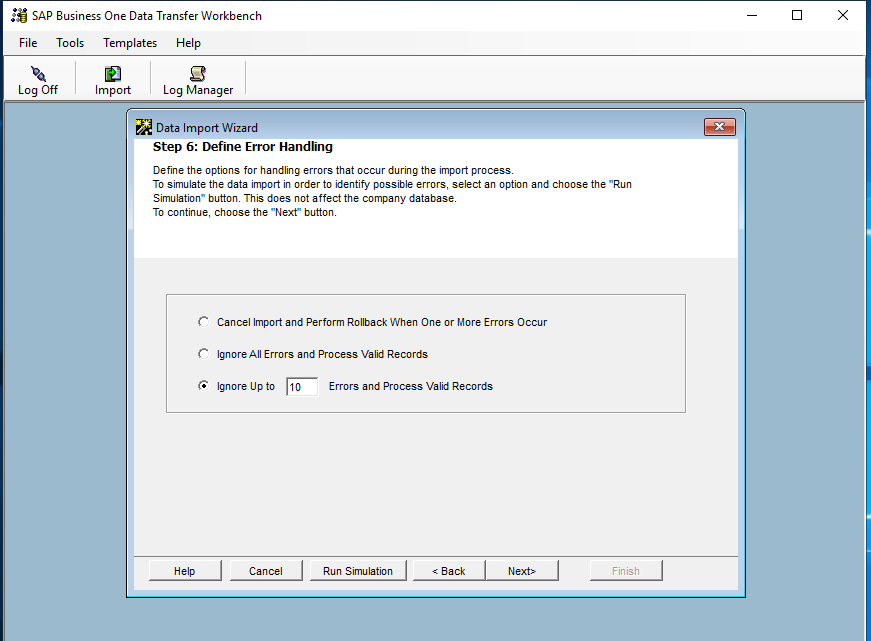 SAP Business One Data Transfer Workbench
File Tools Templates Help
Log Off Import Log Manager
Data Import Wizard
Step 6: Define Error Handling
Define the options for handling errors that occur during the import process.
To simulate the data import in order to identify possible errors, select an option and choose the "Run
Simulation" button. This does not affect the company database.
To continue, choose the "Next" button.
Cancel Import and Perform Rollback When One or More Errors Occur
Ignore All Errors and Process Valid Records
Ignore Up to 10 Errors and Process Valid Records
Help Cancel Run Simulation < Back Next> Finish